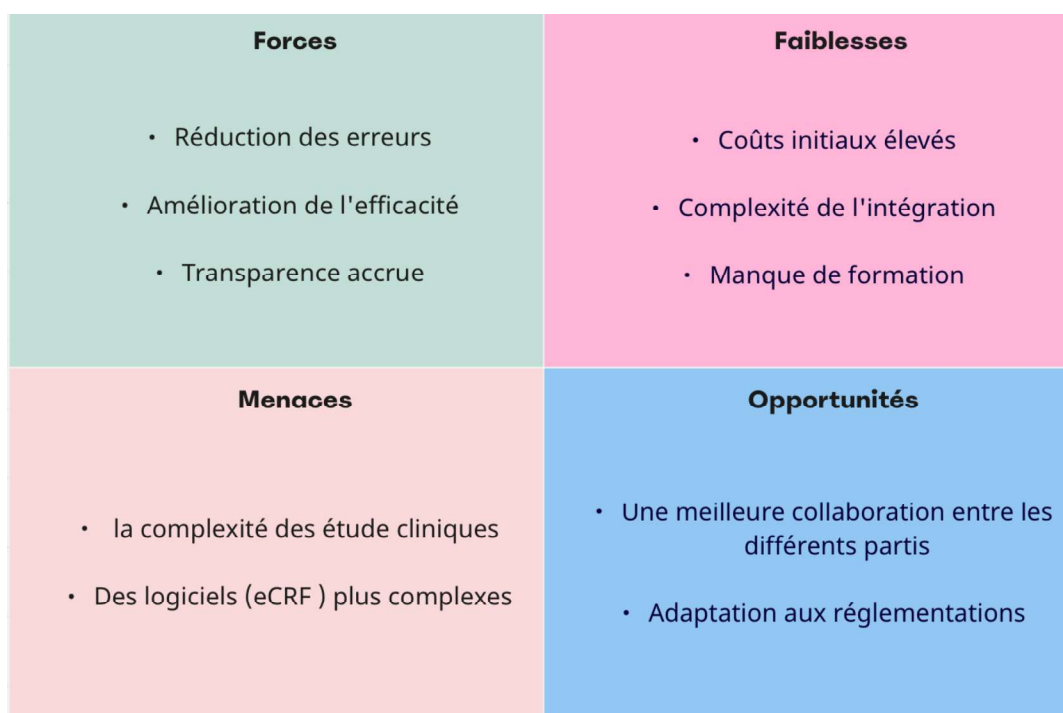 Forces
• Réduction des erreurs
• Amélioration de l'efficacité
• Transparence accrue
Faiblesses
• Coûts initiaux élevés
• Complexité de l'intégration
• Manque de formation
Menaces
• la complexité des étude cliniques
• Des logiciels (eCRF ) plus complexes
Opportunités
• Une meilleure collaboration entre les
différents partis
• Adaptation aux réglementations